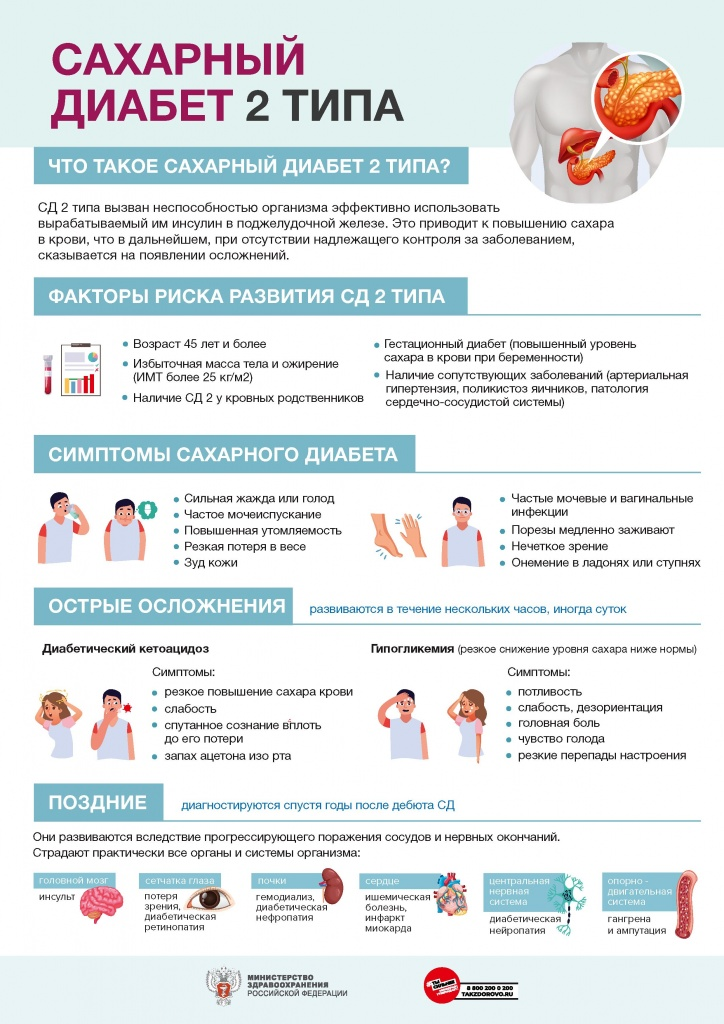 САХАРНЫЙ
ДИАБЕТ 2 ТИПА
ЧТО ТАКОЕ САХАРНЫЙ ДИАБЕТ 2 ТИПА?
СД 2 типа вызван неспособностью организма эффективно использовать
вырабатываемый им инсулин в поджелудочной железе. Это приводит к повышению сахара
в крови, что в дальнейшем, при отсутствии надлежащего контроля за заболеванием,
сказывается на появлении осложнений.
ФАКТОРЫ РИСКА РАЗВИТИЯ СД 2 ТИПА
Возраст 45 лет и более
Избыточная масса тела и ожирение
(ИМТ более 25 кг/м2)
Наличие СД 2 у кровных родственников
Гестационный диабет (повышенный уровень
сахара в крови при беременности)
Наличие сопутствующих заболеваний (артериальная
гипертензия, поликистоз яичников, патология
сердечно-сосудистой системы)
СИМПТОМЫ САХАРНОГО ДИАБЕТА
Сильная жажда или голод
Частое мочеиспускание
Повышенная утомляемость
Резкая потеря в весе
Зуд кожи
Частые мочевые и вагинальные
инфекции
Порезы медленно заживают
Нечеткое зрение
Онемение в ладонях или ступнях
ОСТРЫЕ ОСЛОЖНЕНИЯ
развиваются в течение нескольких часов, иногда суток
Диабетический кетоацидоз
Симптомы:
резкое повышение сахара крови
слабость
спутанное сознание вплоть
до его потери
запах ацетона изо рта
Гипогликемия (резкое снижение уровня сахара ниже нормы)
Симптомы:
потливость
слабость, дезориентация
головная боль
чувство голода
резкие перепады настроения
ПОЗДНИЕ
диагностируются спустя годы после дебюта СД
Они развиваются вследствие прогрессирующего поражения сосудов и нервных окончаний.
Страдают практически все органы и системы организма:
головной мозг
инсульт
сетчатка глаза
потеря
зрения,
диабетическая
ретинопатия
почки
гемодиализ,
диабетическая
нефропатия
сердце
ишемическая
болезнь,
инфаркт
миокарда
центральная
нервная
система
диабетическая
нейропатия
опорно -
двигательная
система
гангрена
и ампутация
МИНИСТЕРСТВО
ЗДРАВООХРАНЕНИЯ
РОССИЙСКОЙ ФЕДЕРАЦИИ
ТЫ
СИЛЬНЕЕ
8 800 200 0 200
TAKZDOROVO.RU